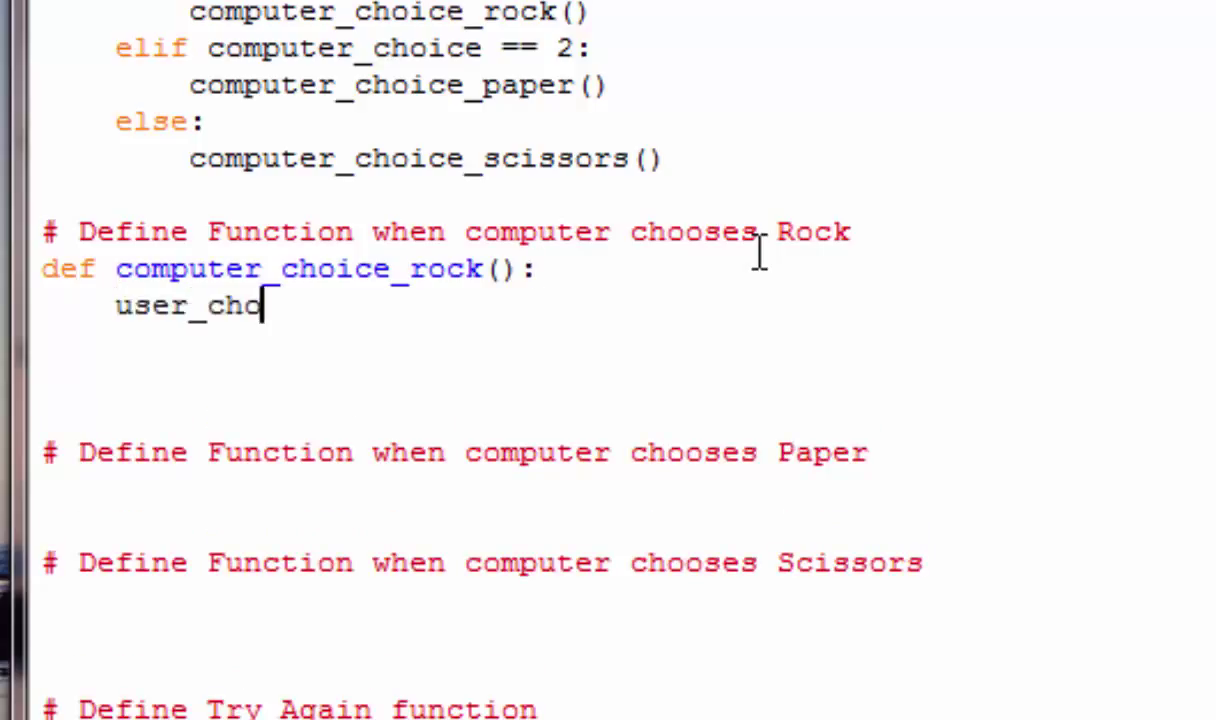 computer_choice_rock()
elif computer_choice == 2:
computer_choice_paper()
else:
computer_choice_scissors()
# Define Function when computer chooses Rock
def computer_choice_rock():
user_cho
# Define Function when computer chooses Paper
# Define Function when computer chooses Scissors
# Define Try Again function